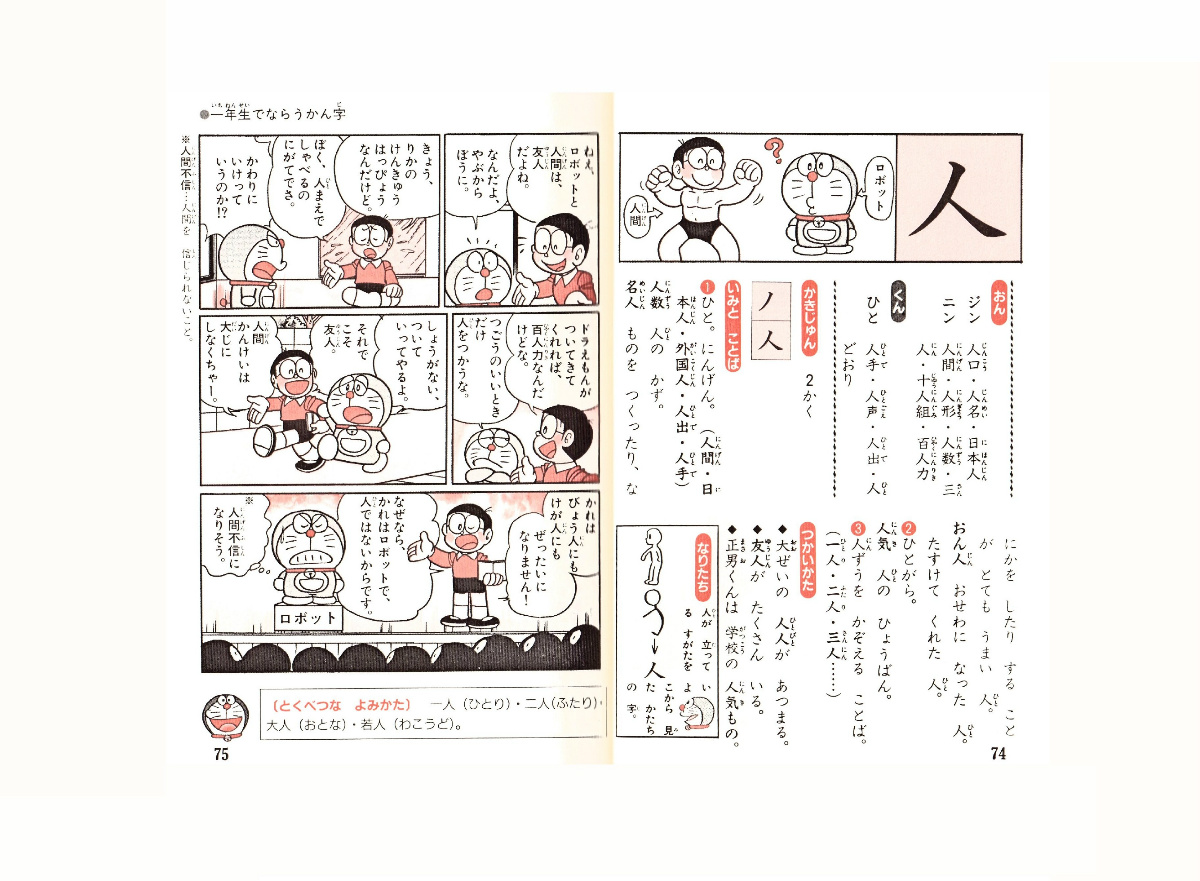 人
ロボット
人間
おん
ジン 人口・人名・日本人
ニン 人間・人形・人数・三
人・十人組・百人力
くん
ひと 人手・人声・人出・人
どおり
かきじゅん 2かく
ノ 人
いみと ことば
❶ひと。にんげん。(人間・日
本人・外国人・人出・人手)
人数 人の かず。
名人 ものを つくったり、な
にかを したり する こと
が とても うまい 人。
おん人 おせわに なった 人。
たすけて くれた 人。
❷ひとがら。
人気 人の ひょうばん。
❸人ずうを かぞえる ことば。
(一人・二人・三人……)
つかいかた
◆大ぜいの 人人が あつまる。
◆友人が たくさん いる。
◆正男くんは 学校の 人気もの。
なりたち
人が 立って い
る すがたを よ
こから 見
た かたち
の 字。
人
74
●一年生でならうかん字
ねえ、
ロボットと
人間は、
友人
だよね。
なんだよ、
やぶから
ぼうに。
きょう、
りかの
けんきゅう
はっぴょう
なんだけど。
ぼく、人まえで
しゃべるの
にがてでさ。
かわりに
いけって
いうのか!?
ドラえもんが
ついてきて
くれれば、
百人力なんだ
けどな。
つごうのいいとき
だけ
人をつかうな。
しょうがない、
ついて
いってやるよ。
それで
こそ
友人。
人間
かんけいは
大じに
しなくちゃー。
かれは
びょう人にも
けが人にも
ぜったいに
なりません!
なぜなら、
かれはロボットで、
人ではないからです。
※
人間不信に
なりそう。
ロボット
※人間不信…人間を 信じられないこと。
〔とくべつな よみかた〕 一人(ひとり)・二人(ふたり)・
大人(おとな)・若人(わこうど)。
75